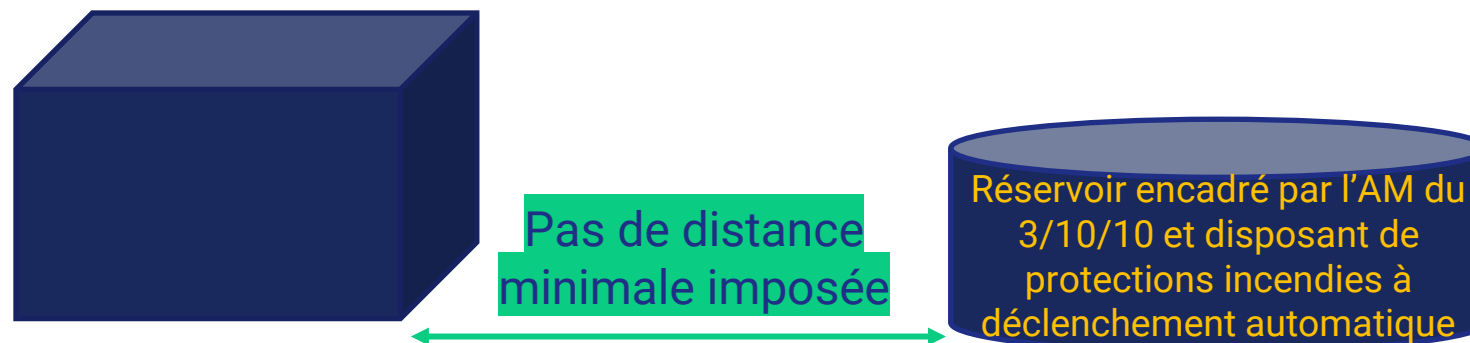 Pas de distance
minimale imposée
Réservoir encadré par l’AM du
3/10/10 et disposant de
protections incendies à
déclenchement automatique